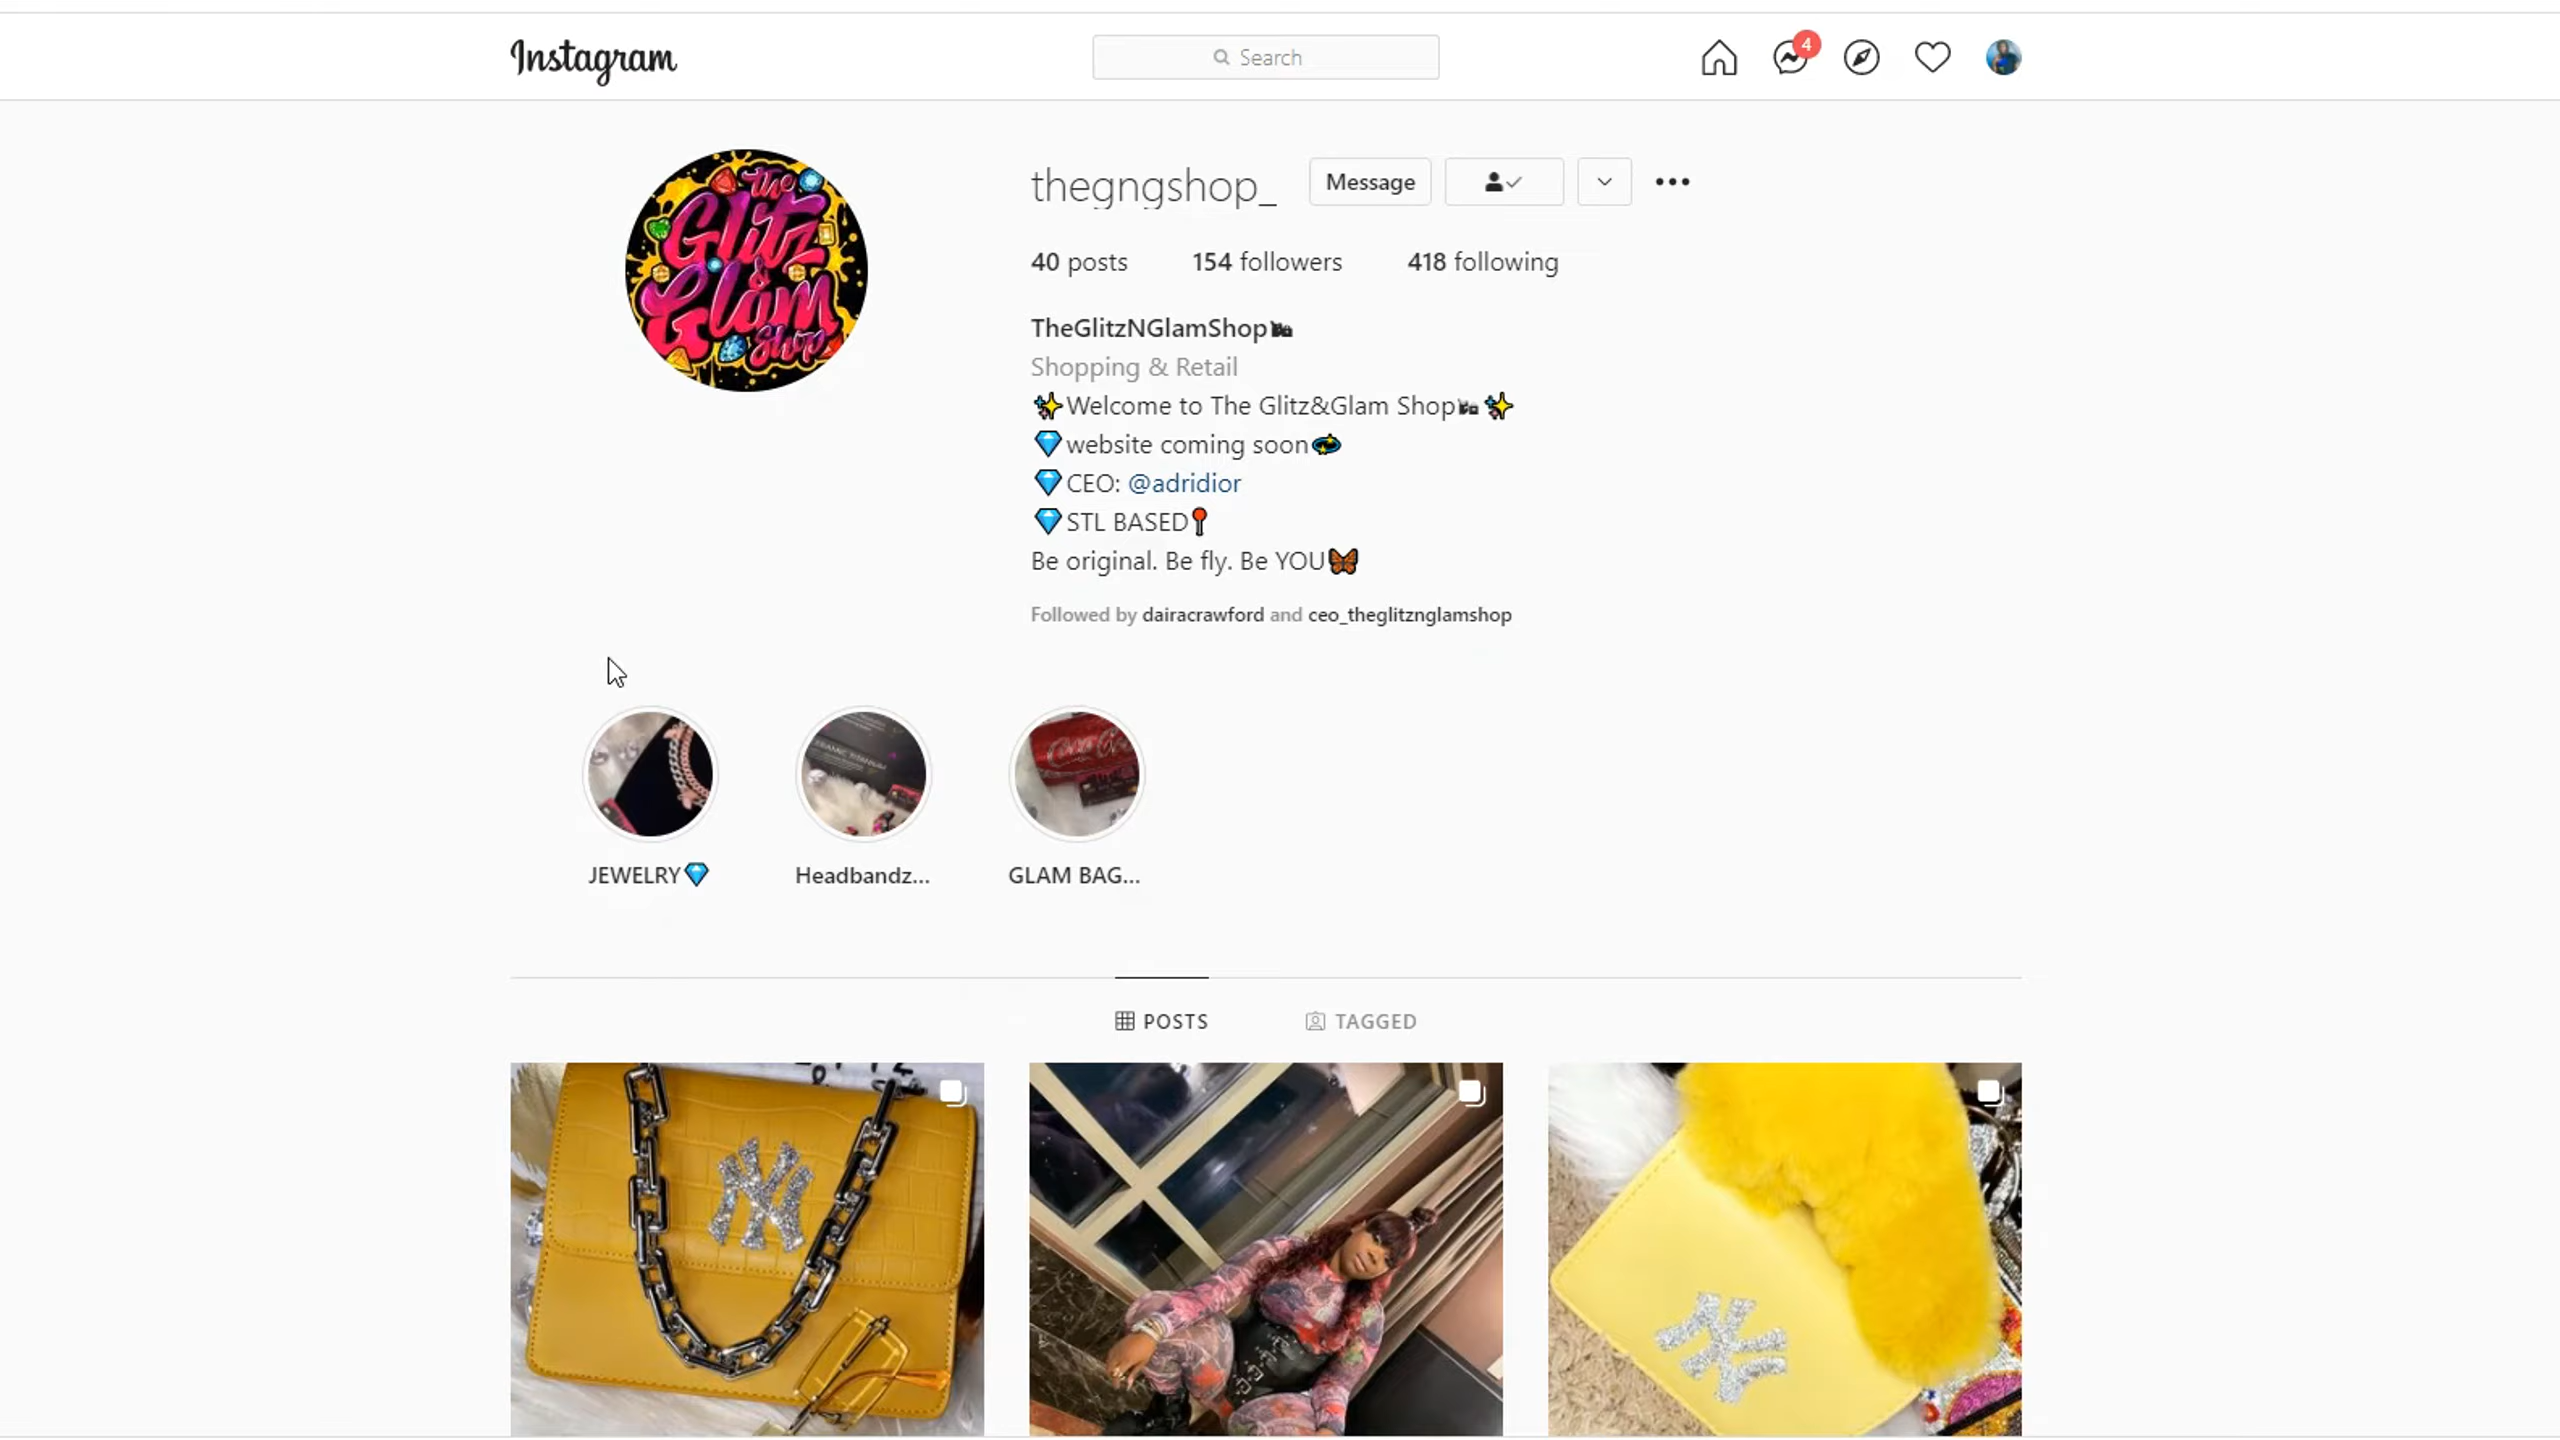 Instagram
Search
4
The
Glitz
&
Glam
Shop
thegngshop_
Message
40 posts 154 followers 418 following
TheGlitzNGlamShop🛍
Shopping & Retail
✨Welcome to The Glitz&Glam Shop🛍✨
💎website coming soon💫
💎CEO: @adridior
💎STL BASED📍
Be original. Be fly. Be YOU🦋
Followed by dairacrawford and ceo_theglitznglamshop
JEWELRY💎
Headbandz...
GLAM BAG...
POSTS
TAGGED
NY
NY